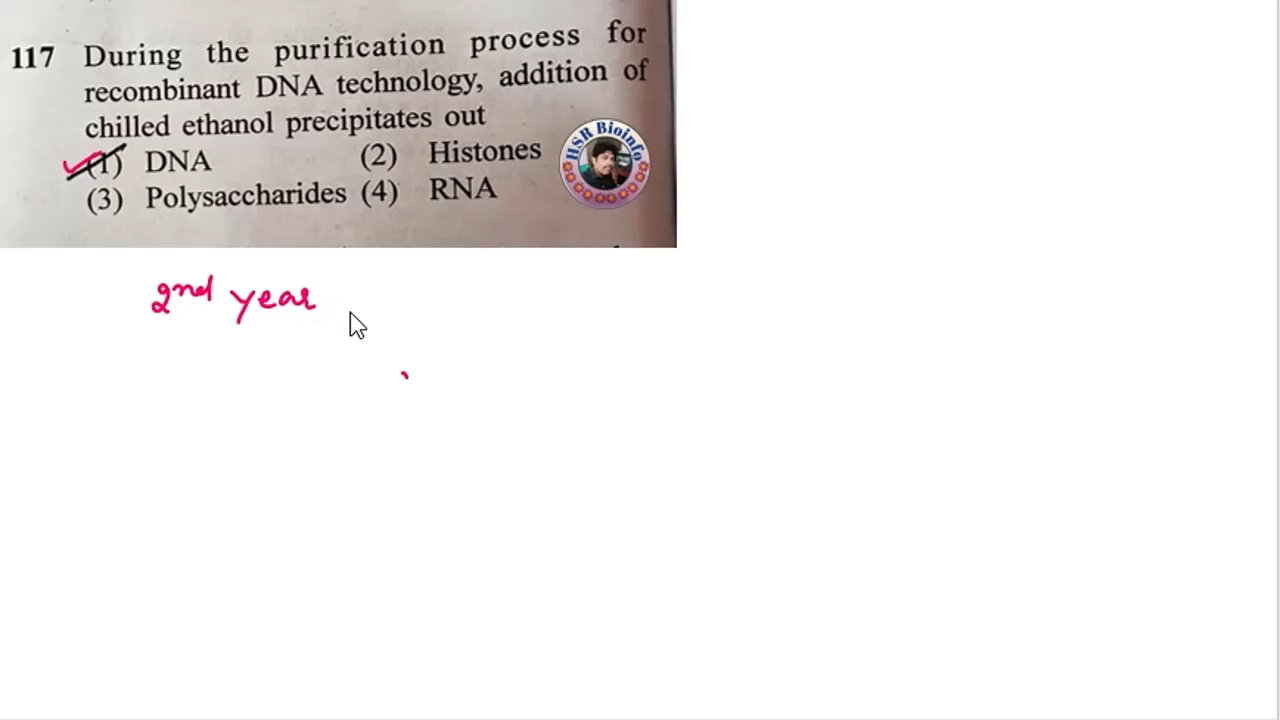 117 During the purification process for
recombinant DNA technology, addition of
chilled ethanol precipitates out
(1) DNA (2) Histones
(3) Polysaccharides (4) RNA
HSR Bioinfo
2nd year